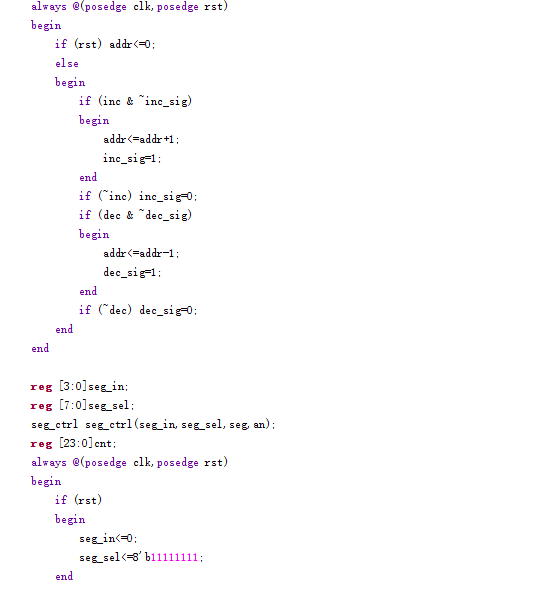 always @(posedge clk,posedge rst)
begin
if (rst) addr<=0;
else
begin
if (inc & ~inc_sig)
begin
addr<=addr+1;
inc_sig=1;
end
if (~inc) inc_sig=0;
if (dec & ~dec_sig)
begin
addr<=addr-1;
dec_sig=1;
end
if (~dec) dec_sig=0;
end
end
reg [3:0]seg_in;
reg [7:0]seg_sel;
seg_ctrl seg_ctrl(seg_in,seg_sel,seg,an);
reg [23:0]cnt;
always @(posedge clk,posedge rst)
begin
if (rst)
begin
seg_in<=0;
seg_sel<=8'b11111111;
end